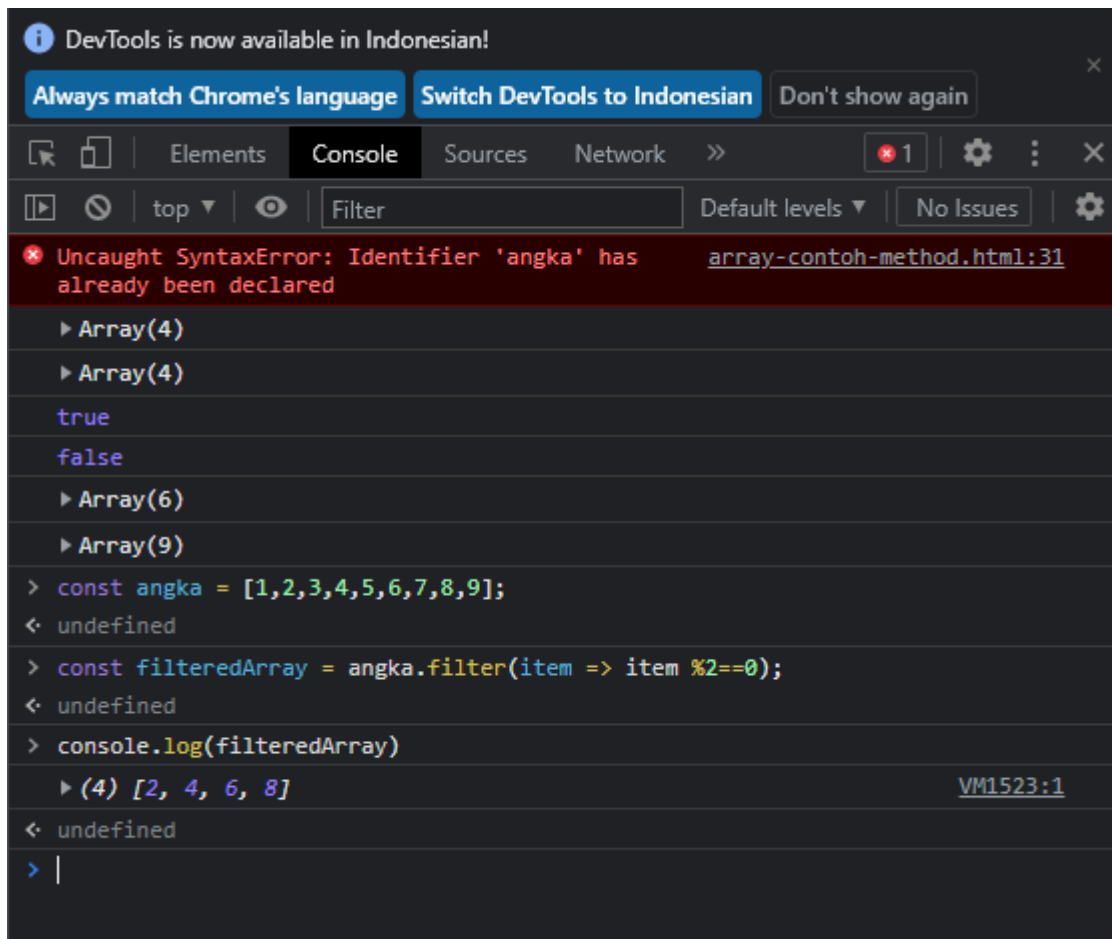 DevTools is now available in Indonesian!
Always match Chrome's language Switch DevTools to Indonesian Don't show again
Elements Console Sources Network » 1
top ▼ Filter Default levels ▼ No Issues
Uncaught SyntaxError: Identifier 'angka' has array-contoh-method.html:31
already been declared
▶ Array(4)
▶ Array(4)
true
false
▶ Array(6)
▶ Array(9)
> const angka = [1,2,3,4,5,6,7,8,9];
undefined
> const filteredArray = angka.filter(item => item %2==0);
undefined
> console.log(filteredArray)
▶ (4) [2, 4, 6, 8] VM1523:1
undefined
>